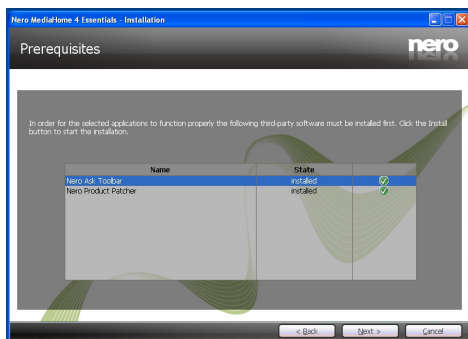 Nero MediaHome 4 Essentials - Installation
Prerequisites
nero
In order for the selected applications to function properly the following third-party software must be installed first. Click the Install
button to start the installation.
Name State
Nero Ask Toolbar installed
Nero Product Patcher installed
< Back Next > Cancel